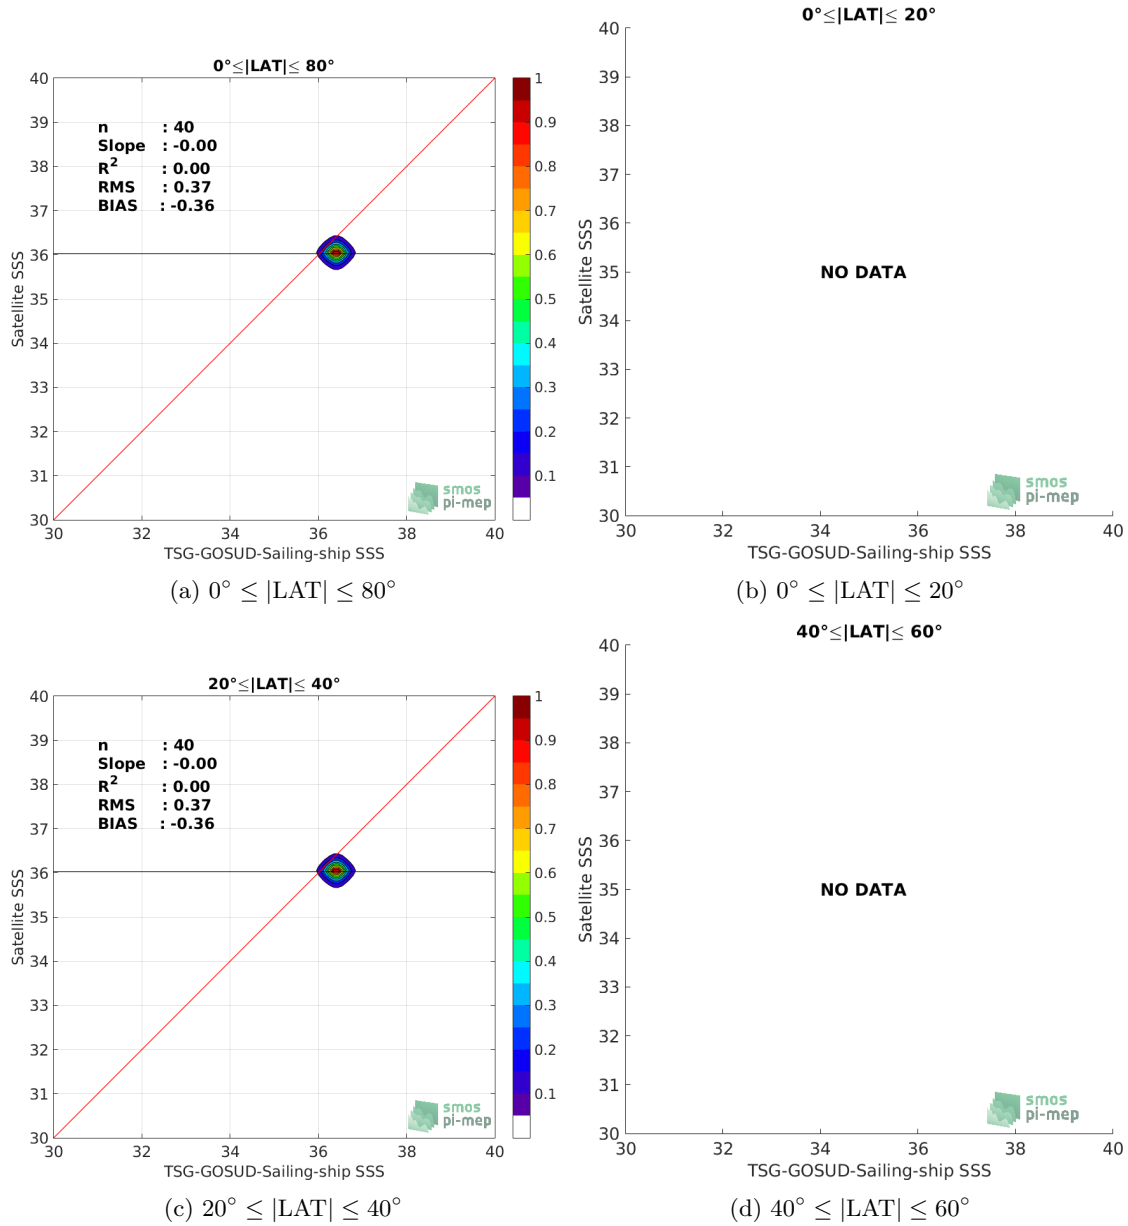 0°≤|LAT|≤ 80°
n : 40
Slope : -0.00
R² : 0.00
RMS : 0.37
BIAS : -0.36
40
39
38
37
36
35
34
33
32
31
30
Satellite SSS
30 32 34 36 38 40
TSG-GOSUD-Sailing-ship SSS
1
0.9
0.8
0.7
0.6
0.5
0.4
0.3
0.2
0.1
smos
pi-mep
(a) 0° ≤ |LAT| ≤ 80°
0°≤|LAT|≤ 20°
40
39
38
37
36
35
34
33
32
31
30
Satellite SSS
NO DATA
smos
pi-mep
30 32 34 36 38 40
TSG-GOSUD-Sailing-ship SSS
(b) 0° ≤ |LAT| ≤ 20°
20°≤|LAT|≤ 40°
n : 40
Slope : -0.00
R² : 0.00
RMS : 0.37
BIAS : -0.36
40
39
38
37
36
35
34
33
32
31
30
Satellite SSS
30 32 34 36 38 40
TSG-GOSUD-Sailing-ship SSS
1
0.9
0.8
0.7
0.6
0.5
0.4
0.3
0.2
0.1
smos
pi-mep
(c) 20° ≤ |LAT| ≤ 40°
40°≤|LAT|≤ 60°
40
39
38
37
36
35
34
33
32
31
30
Satellite SSS
NO DATA
smos
pi-mep
30 32 34 36 38 40
TSG-GOSUD-Sailing-ship SSS
(d) 40° ≤ |LAT| ≤ 60°